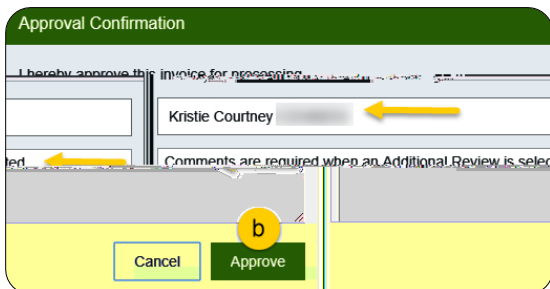 Approval Confirmation
I hereby approve this invoice for processing.
Kristie Courtney
ted
Comments are required when an Additional Review is selec
b
Cancel
Approve